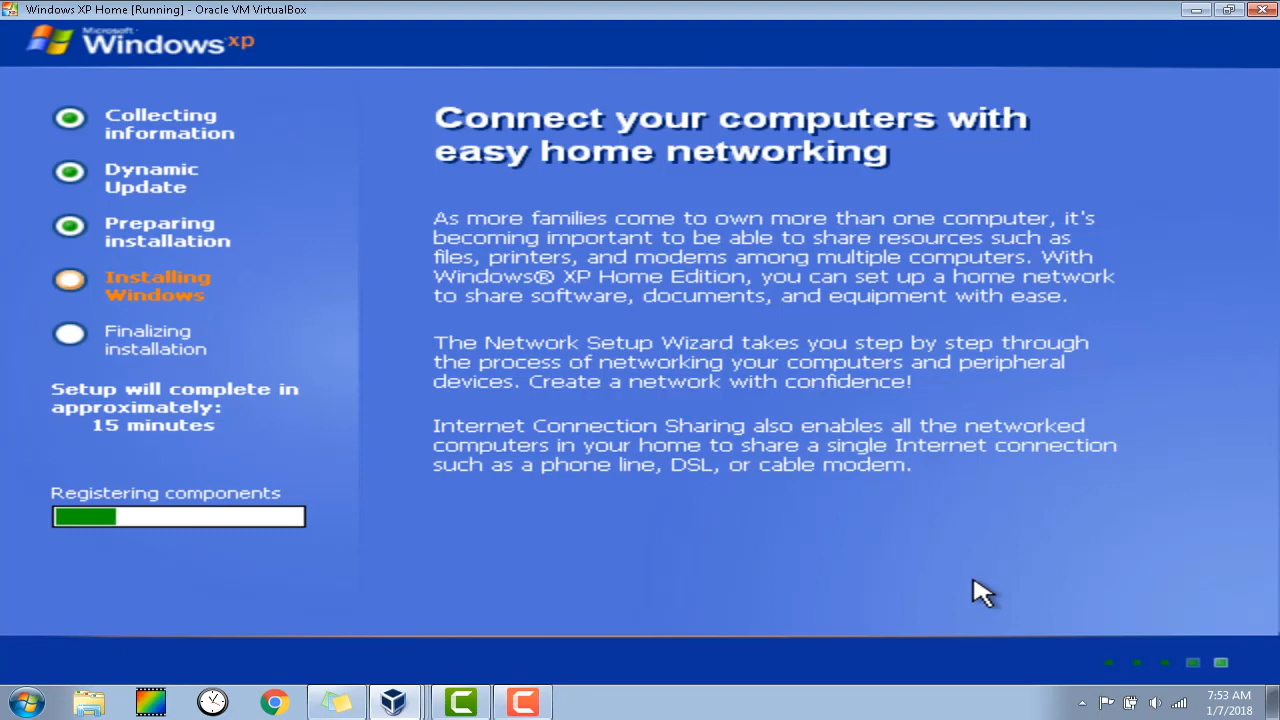 Windows XP Home [Running] - Oracle VM VirtualBox
Microsoft
Windows xp
Collecting
information
Dynamic
Update
Preparing
installation
Installing
Windows
Finalizing
installation
Setup will complete in
approximately:
15 minutes
Registering components
Connect your computers with
easy home networking
As more families come to own more than one computer, it's
becoming important to be able to share resources such as
files, printers, and modems among multiple computers. With
Windows® XP Home Edition, you can set up a home network
to share software, documents, and equipment with ease.
The Network Setup Wizard takes you step by step through
the process of networking your computers and peripheral
devices. Create a network with confidence!
Internet Connection Sharing also enables all the networked
computers in your home to share a single Internet connection
such as a phone line, DSL, or cable modem.
7:53 AM
1/7/2018